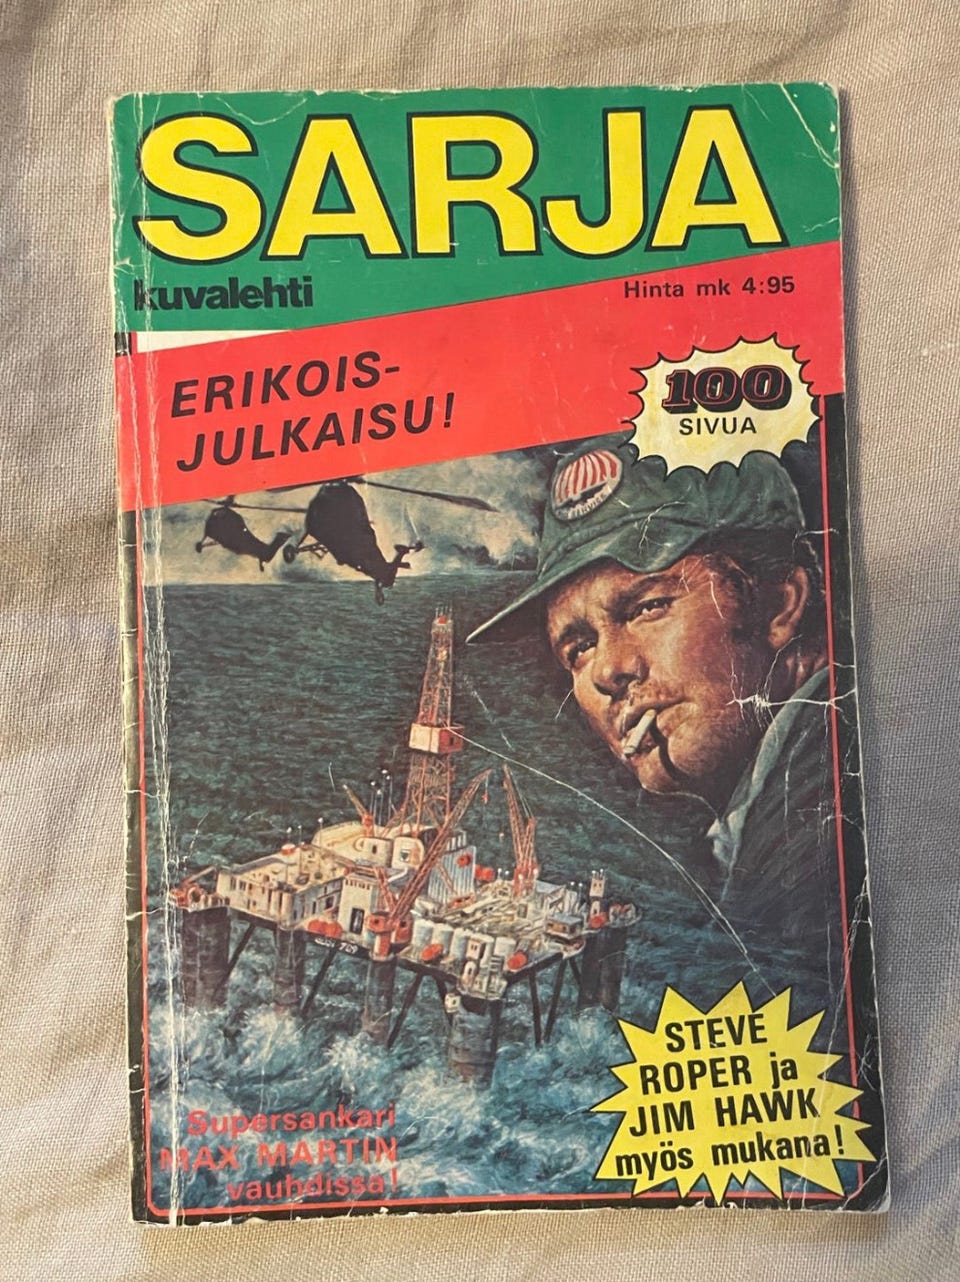 SARJA
kuvalehti
Hinta mk 4:95
ERIKOIS-
JULKAISU!
100
SIVUA
SERVICE
STEVE
ROPER ja
JIM HAWK
myös mukana!
Supersankari
MAX MARTIN
vauhdissa!